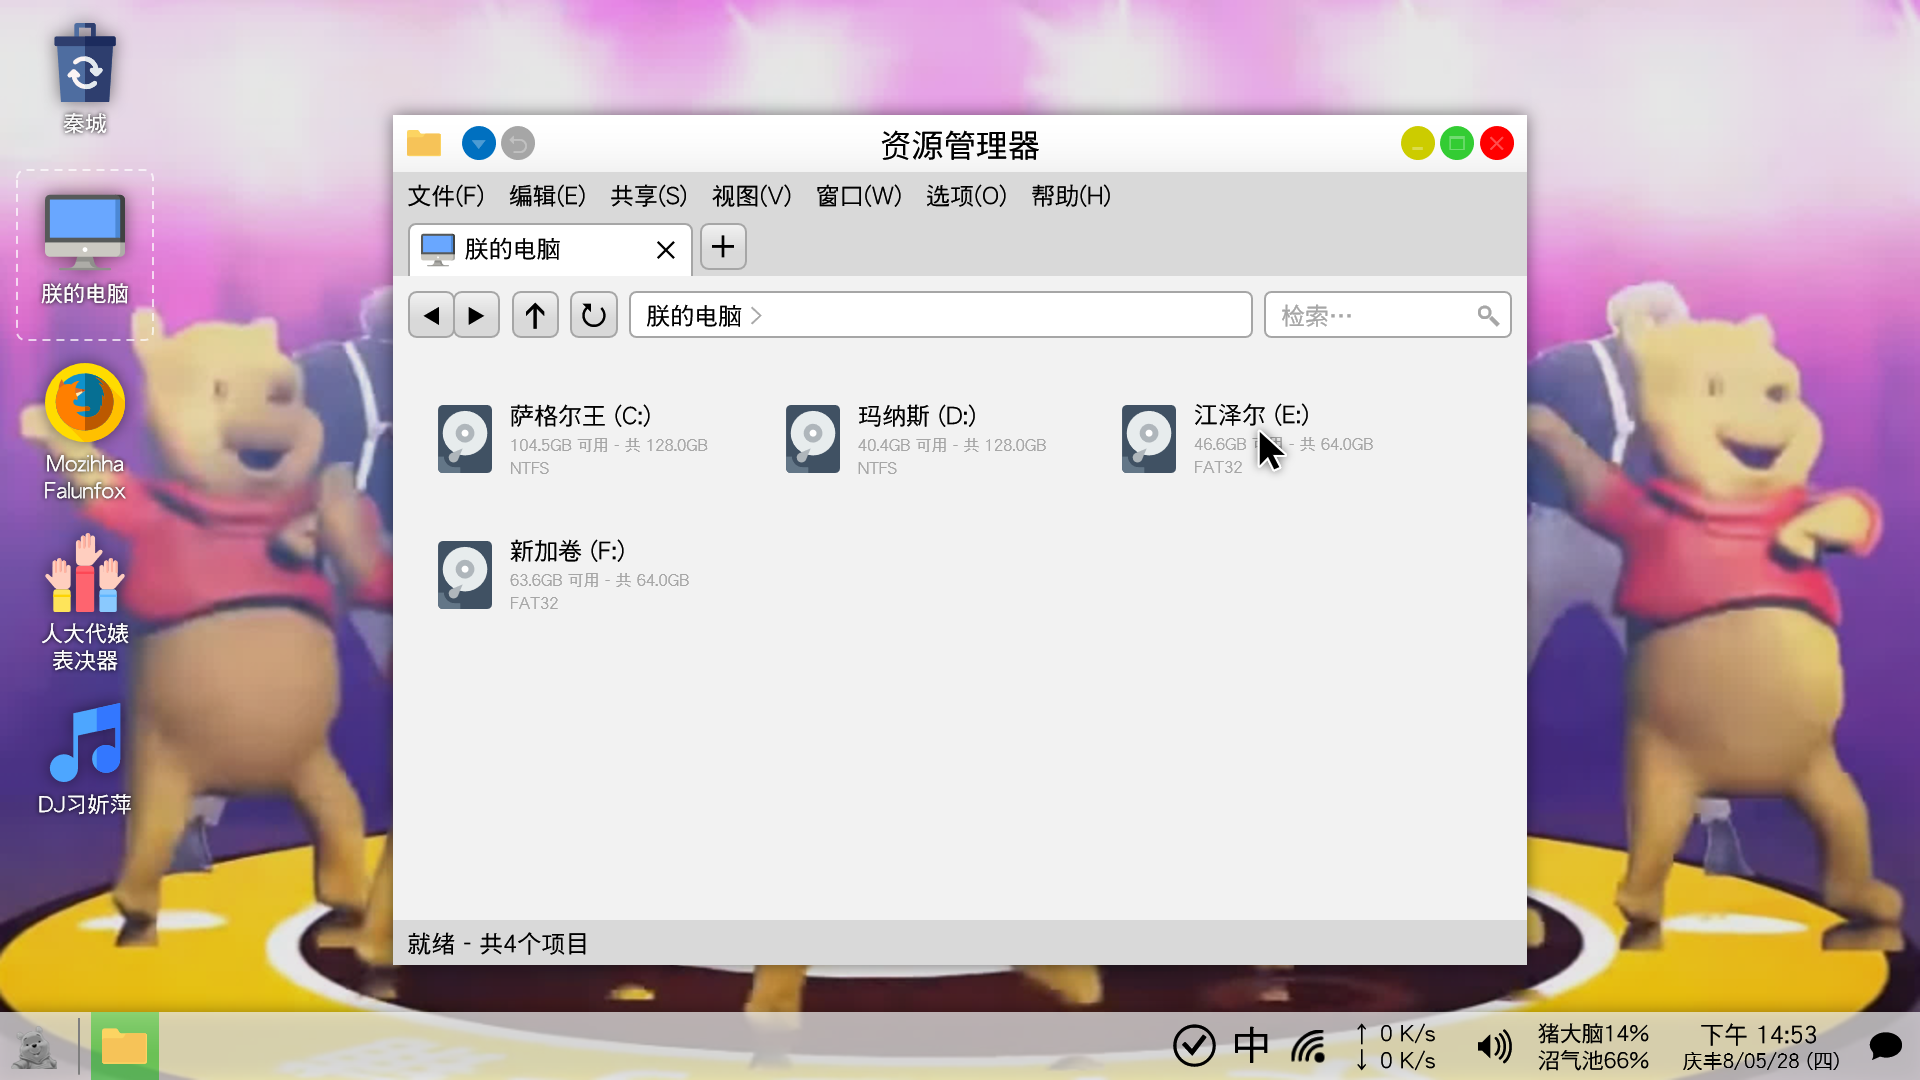 秦城
朕的电脑
Mozihha
Falunfox
人大代婊
表决器
DJ习妡萍
资源管理器
文件(F) 编辑(E) 共享(S) 视图(V) 窗口(W) 选项(O) 帮助(H)
朕的电脑
朕的电脑
检索…
萨格尔王 (C:)
104.5GB 可用 - 共 128.0GB
NTFS
玛纳斯 (D:)
40.4GB 可用 - 共 128.0GB
NTFS
江泽尔 (E:)
46.6GB 可用 - 共 64.0GB
FAT32
新加卷 (F:)
63.6GB 可用 - 共 64.0GB
FAT32
就绪 - 共4个项目
中
↑ 0 K/s
↓ 0 K/s
猪大脑14%
沼气池66%
下午 14:53
庆丰8/05/28 (四)